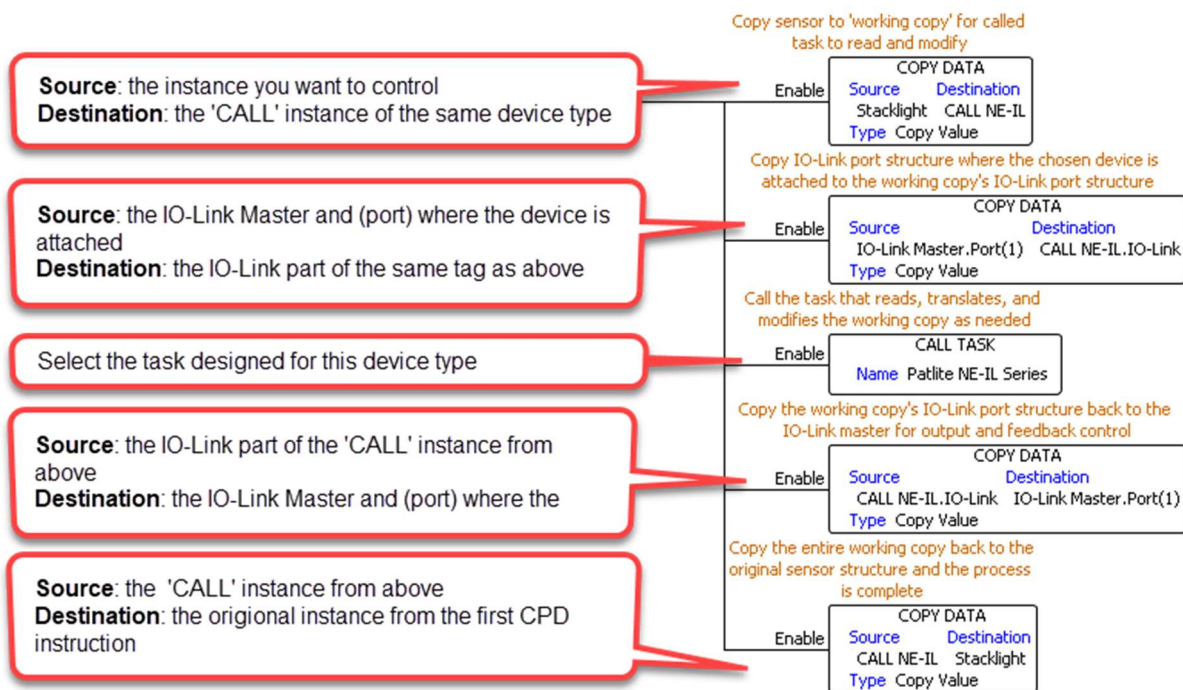 Copy sensor to 'working copy' for called
task to read and modify
Source: the instance you want to control
Destination: the 'CALL' instance of the same device type
Enable
COPY DATA
Source Destination
Stacklight CALL NE-IL
Type Copy Value
Copy IO-Link port structure where the chosen device is
attached to the working copy's IO-Link port structure
Source: the IO-Link Master and (port) where the device is
attached
Destination: the IO-Link part of the same tag as above
Enable
COPY DATA
Source Destination
IO-Link Master.Port(1) CALL NE-IL.IO-Link
Type Copy Value
Call the task that reads, translates, and
modifies the working copy as needed
Select the task designed for this device type
Enable
CALL TASK
Name Patlite NE-IL Series
Copy the working copy's IO-Link port structure back to the
IO-Link master for output and feedback control
Source: the IO-Link part of the 'CALL' instance from
above
Destination: the IO-Link Master and (port) where the
Enable
COPY DATA
Source Destination
CALL NE-IL.IO-Link IO-Link Master.Port(1)
Type Copy Value
Copy the entire working copy back to the
original sensor structure and the process
is complete
Source: the 'CALL' instance from above
Destination: the origional instance from the first CPD
instruction
Enable
COPY DATA
Source Destination
CALL NE-IL Stacklight
Type Copy Value